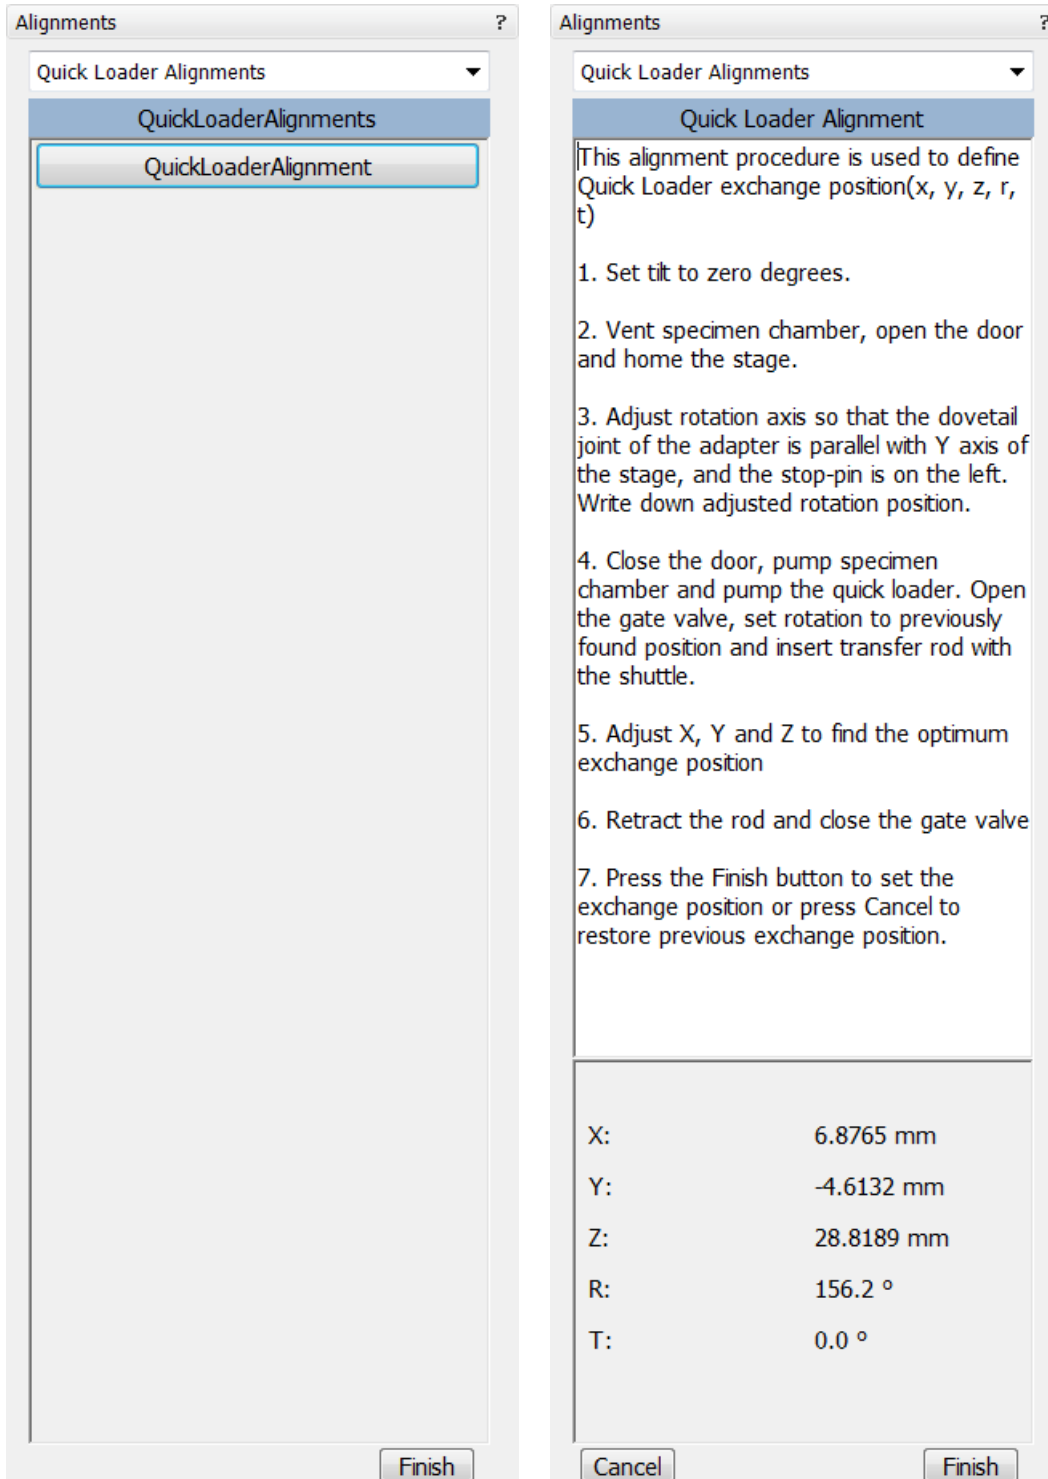 Alignments ?
Quick Loader Alignments
QuickLoaderAlignments
QuickLoaderAlignment
Finish
Alignments ?
Quick Loader Alignments
Quick Loader Alignment
This alignment procedure is used to define
Quick Loader exchange position(x, y, z, r,
t)
1. Set tilt to zero degrees.
2. Vent specimen chamber, open the door
and home the stage.
3. Adjust rotation axis so that the dovetail
joint of the adapter is parallel with Y axis of
the stage, and the stop-pin is on the left.
Write down adjusted rotation position.
4. Close the door, pump specimen
chamber and pump the quick loader. Open
the gate valve, set rotation to previously
found position and insert transfer rod with
the shuttle.
5. Adjust X, Y and Z to find the optimum
exchange position
6. Retract the rod and close the gate valve
7. Press the Finish button to set the
exchange position or press Cancel to
restore previous exchange position.
X: 6.8765 mm
Y: -4.6132 mm
Z: 28.8189 mm
R: 156.2 º
T: 0.0 º
Cancel Finish